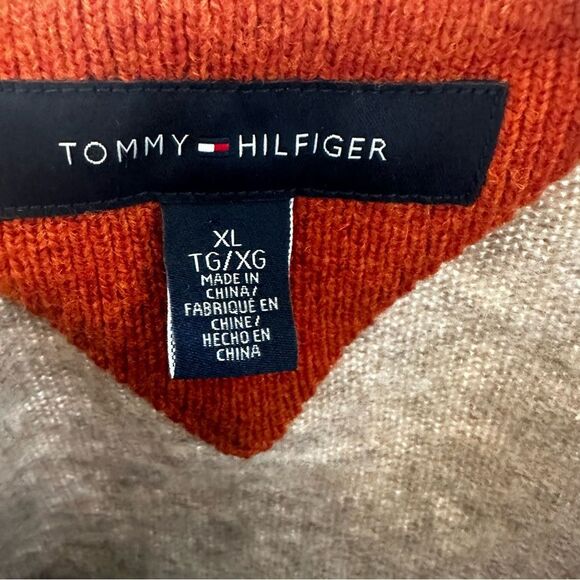 TOMMY HILFIGER
XL
TG/XG
MADE IN
CHINA/
FABRIQUÉ EN
CHINE/
HECHO EN
CHINA